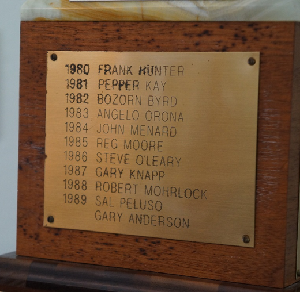 1980 FRANK HUNTER
1981 PEPPER KAY
1982 BOZORN BYRD
1983 ANGELO ORONA
1984 JOHN MENARD
1985 REG MOORE
1986 STEVE O'LEARY
1987 GARY KNAPP
1988 ROBERT MOHRLOCK
1989 SAL PELUSO
GARY ANDERSON